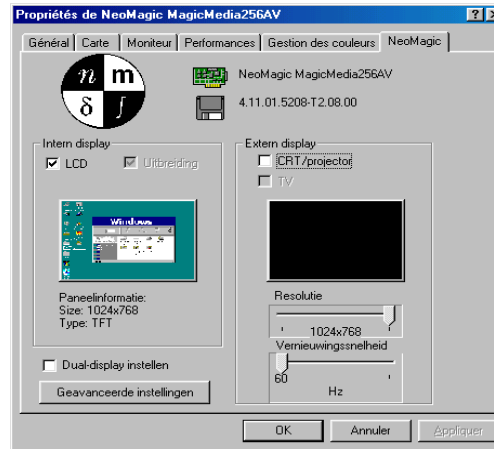 Propriétés de NeoMagic MagicMedia256AV
Général Carte Moniteur Performances Gestion des couleurs NeoMagic
n m
δ ∫
NeoMagic MagicMedia256AV
4.11.01.5208-T2.08.00
Intern display
LCD Uitbreiding
Windows
Paneelinformatie:
Size: 1024x768
Type: TFT
Dual-display instellen
Geavanceerde instellingen
Extern display
CRT/projector
TV
Resolutie
1024x768
Vernieuwingssnelheid
60
Hz
OK Annuler Appliquer